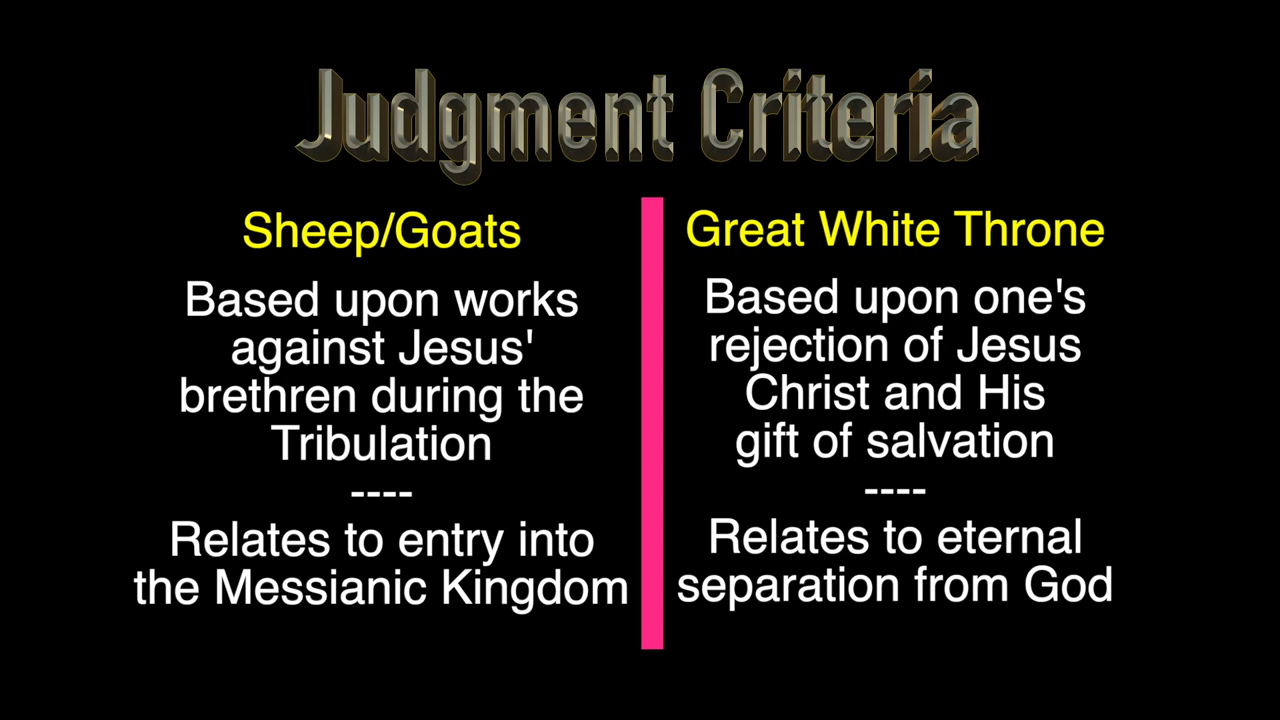 Judgment Criteria
Sheep/Goats
Based upon works
against Jesus'
brethren during the
Tribulation
----
Relates to entry into
the Messianic Kingdom
Great White Throne
Based upon one's
rejection of Jesus
Christ and His
gift of salvation
----
Relates to eternal
separation from God